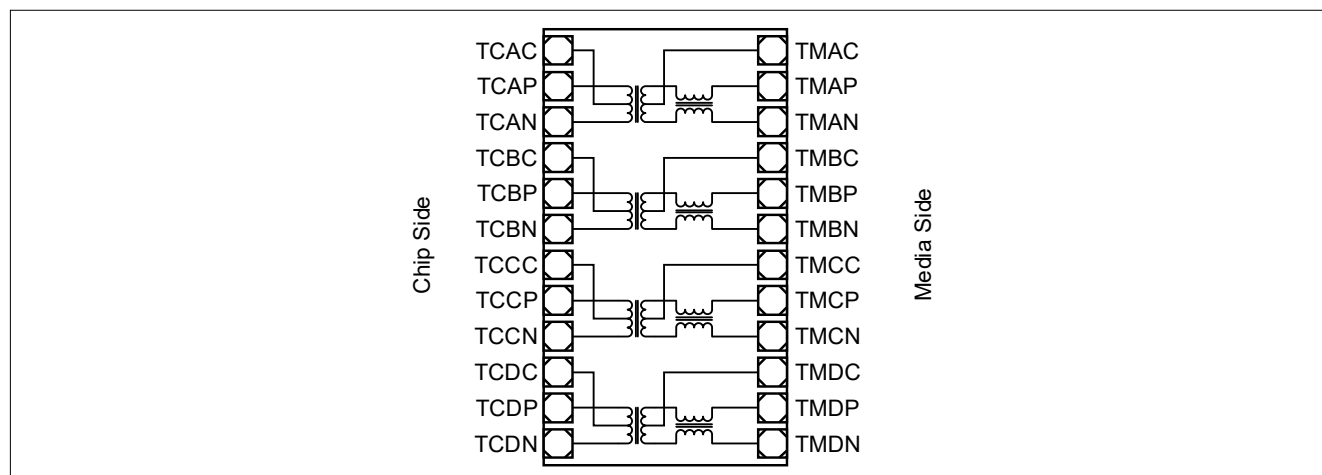 TCAC TMAC
TCAP TMAP
TCAN TMAN
TCBC TMBC
TCBP TMBP
TCBN TMBN
Chip Side
Media Side
TCCC TMCC
TCCP TMCP
TCCN TMCN
TCDC TMDC
TCDP TMDP
TCDN TMDN